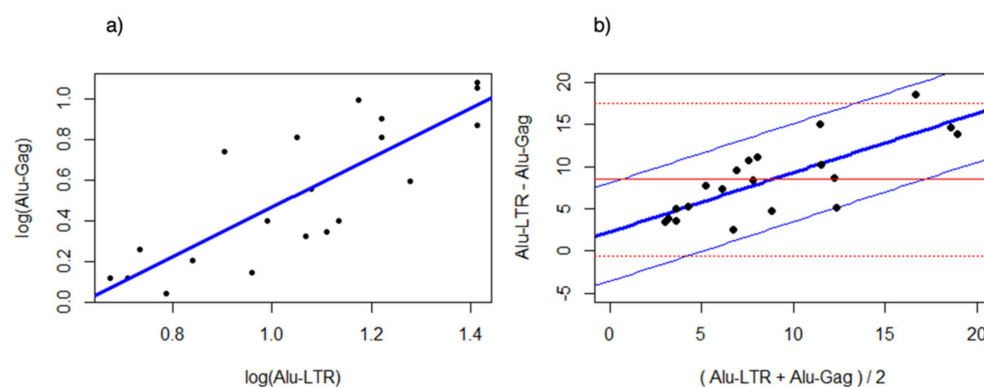 a)
log(Alu-Gag)
1.0
0.8
0.6
0.4
0.2
0.0
0.8 1.0 1.2 1.4
log(Alu-LTR)
b)
Alu-LTR - Alu-Gag
20
15
10
5
0
-5
0 5 10 15 20
( Alu-LTR + Alu-Gag ) / 2